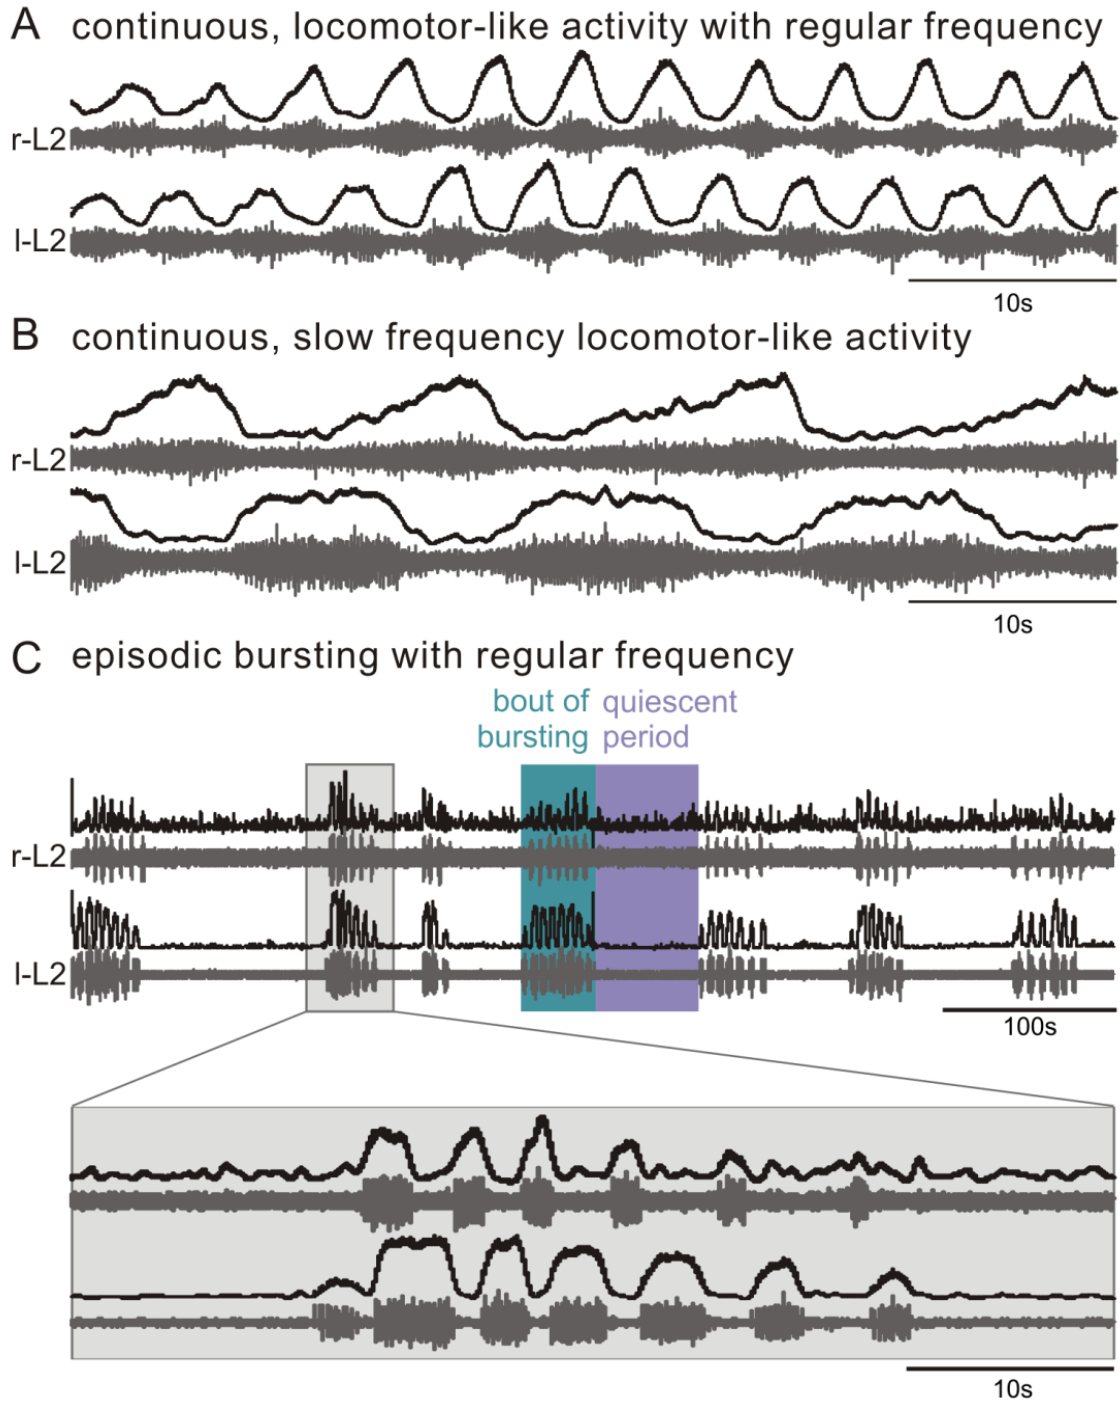 A continuous, locomotor-like activity with regular frequency
r-L2
l-L2
10s
B continuous, slow frequency locomotor-like activity
r-L2
l-L2
10s
C episodic bursting with regular frequency
bout of quiescent
bursting period
r-L2
l-L2
100s
10s